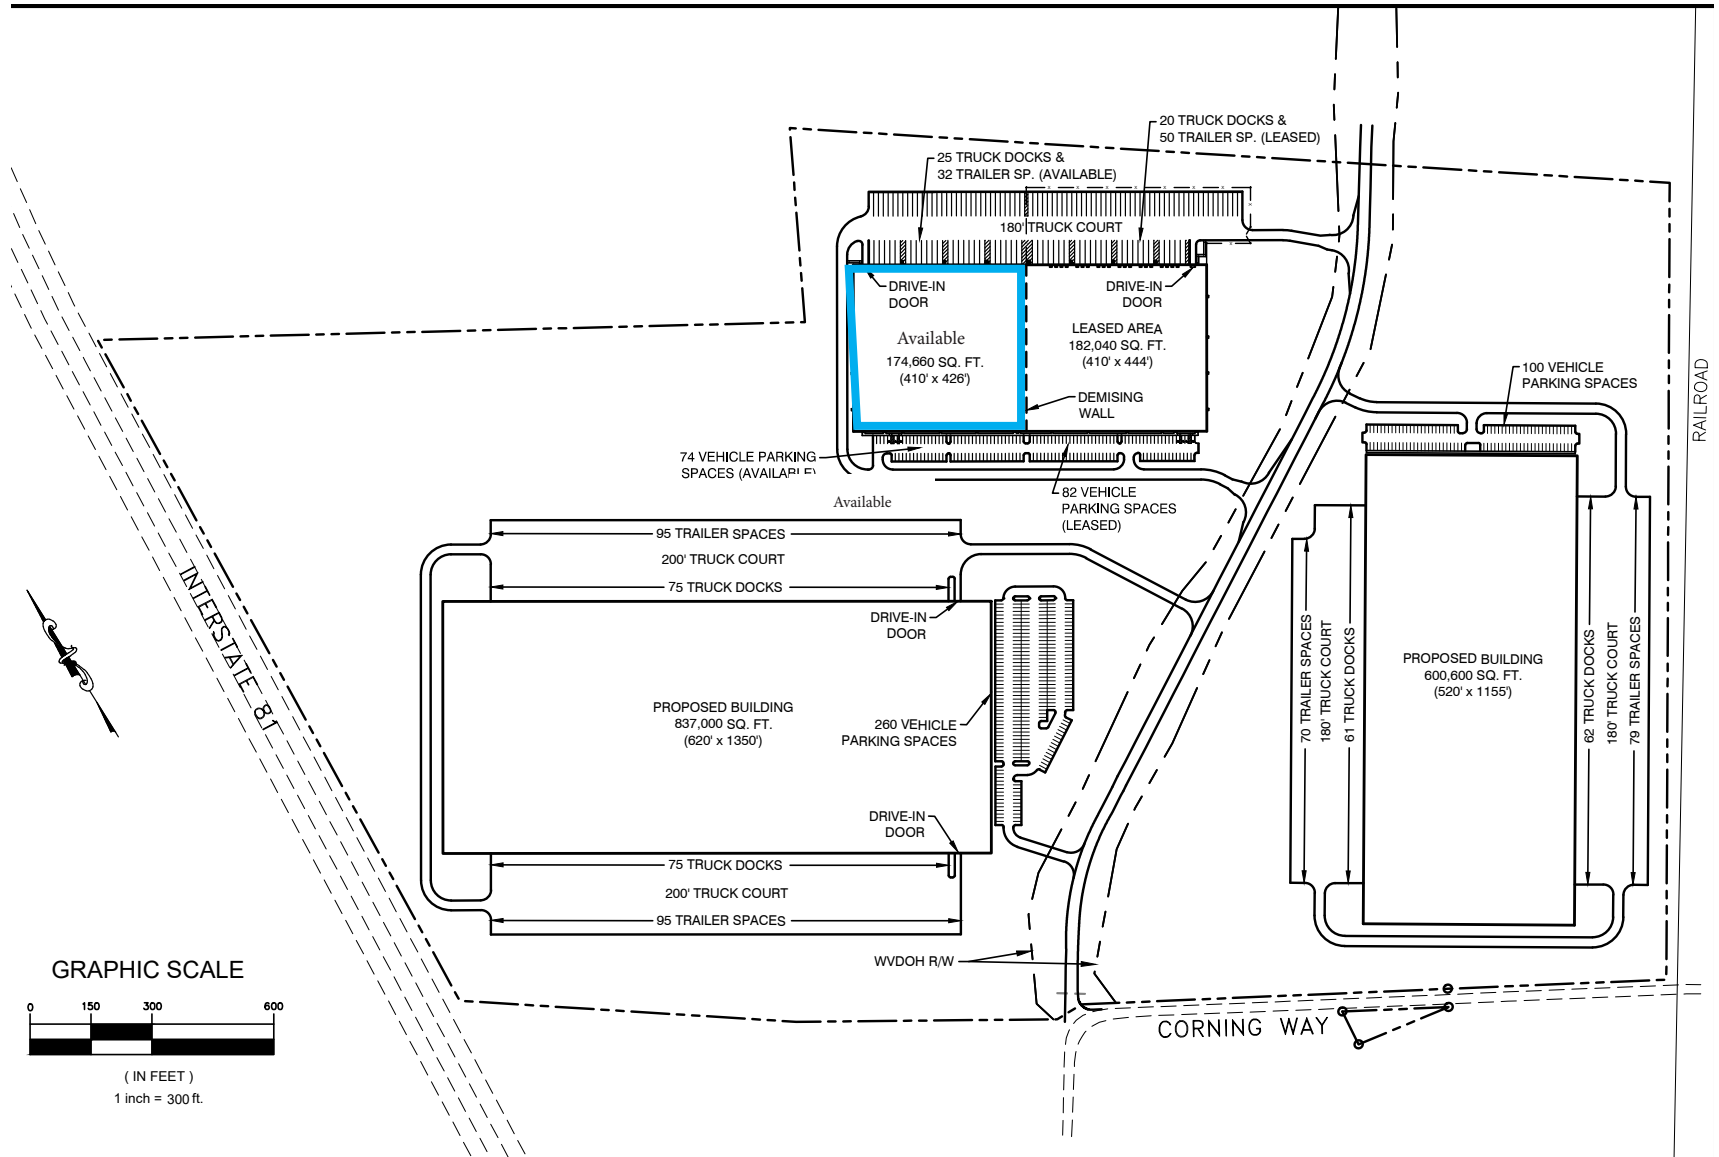 20 TRUCK DOCKS &
50 TRAILER SP. (LEASED)
25 TRUCK DOCKS &
32 TRAILER SP. (AVAILABLE)
180' TRUCK COURT
DRIVE-IN
DOOR
DRIVE-IN
DOOR
Available
174,660 SQ. FT.
(410' x 426')
LEASED AREA
182,040 SQ. FT.
(410' x 444')
DEMISING
WALL
100 VEHICLE
PARKING SPACES
RAILROAD
74 VEHICLE PARKING
SPACES (AVAILABLE)
82 VEHICLE
PARKING SPACES
(LEASED)
Available
95 TRAILER SPACES
200' TRUCK COURT
75 TRUCK DOCKS
DRIVE-IN
DOOR
INTERSTATE 81
PROPOSED BUILDING
837,000 SQ. FT.
(620' x 1350')
260 VEHICLE
PARKING SPACES
DRIVE-IN
DOOR
75 TRUCK DOCKS
200' TRUCK COURT
95 TRAILER SPACES
70 TRAILER SPACES
180' TRUCK COURT
61 TRUCK DOCKS
PROPOSED BUILDING
600,600 SQ. FT.
(520' x 1155')
62 TRUCK DOCKS
180' TRUCK COURT
79 TRAILER SPACES
WVDOH R/W
CORNING WAY
GRAPHIC SCALE
0 150 300 600
( IN FEET )
1 inch = 300 ft.